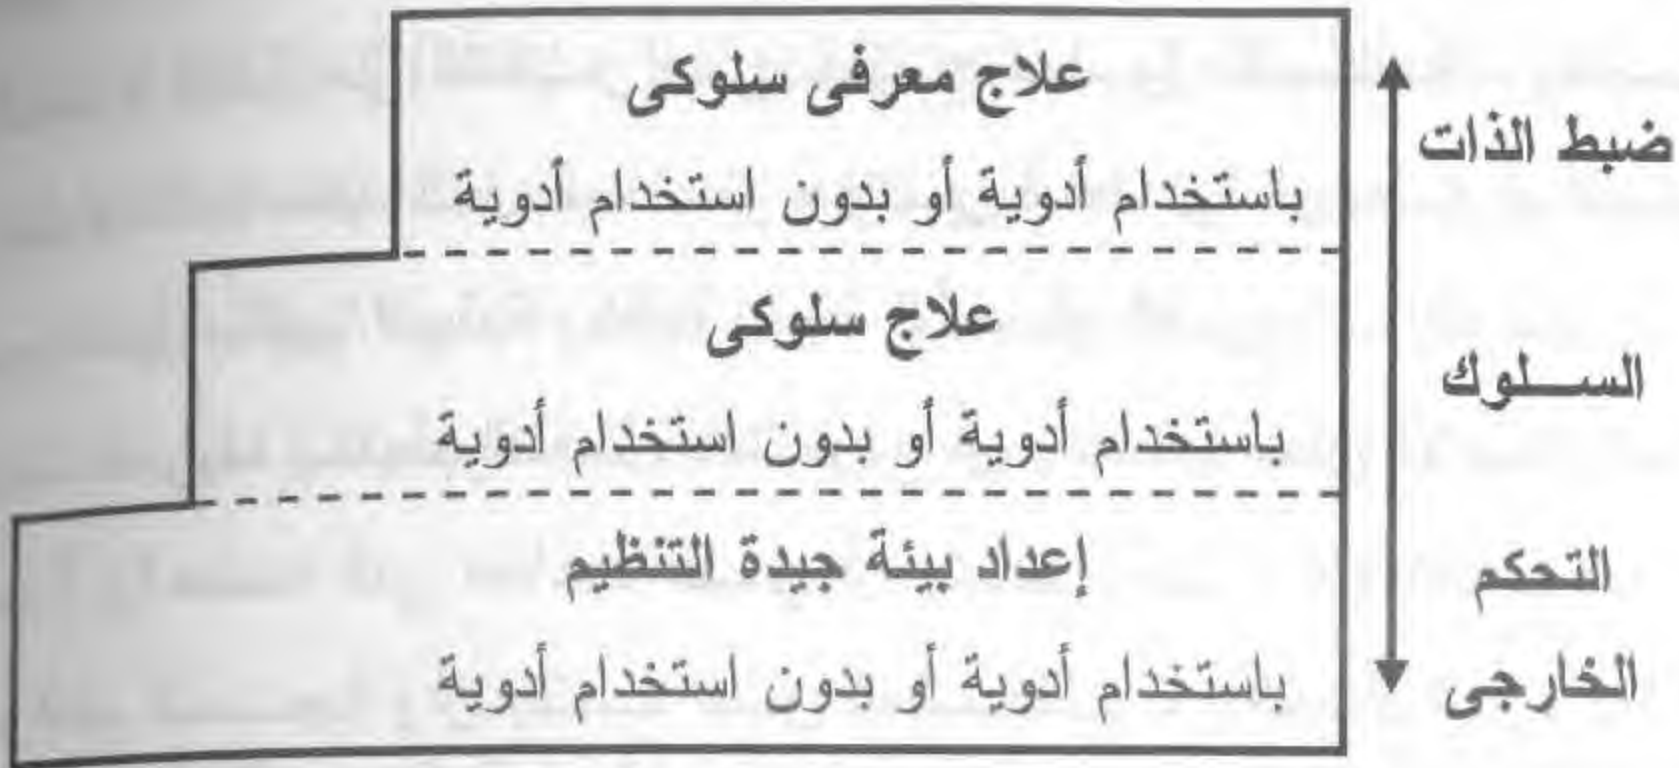 علاج معرفى سلوكى
باستخدام أدوية أو بدون استخدام أدوية
علاج سلوكى
باستخدام أدوية أو بدون استخدام أدوية
إعداد بيئة جيدة التنظيم
باستخدام أدوية أو بدون استخدام أدوية
ضبط الذات
الســلوك
التحكم
الخارجى